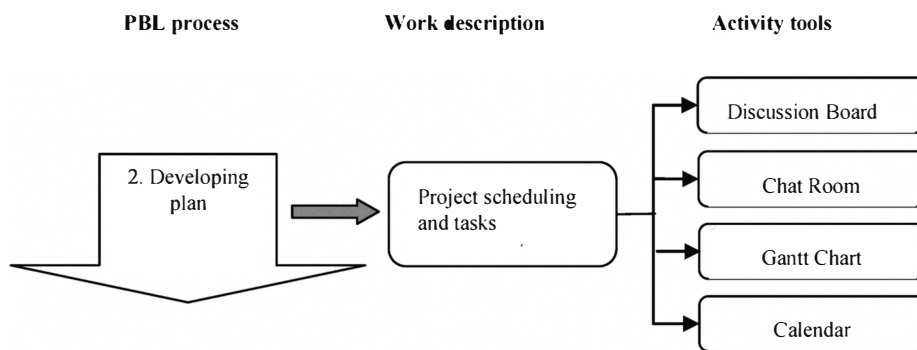 PBL process
Work description
Activity tools
2. Developing
plan
Project scheduling
and tasks
Discussion Board
Chat Room
Gantt Chart
Calendar